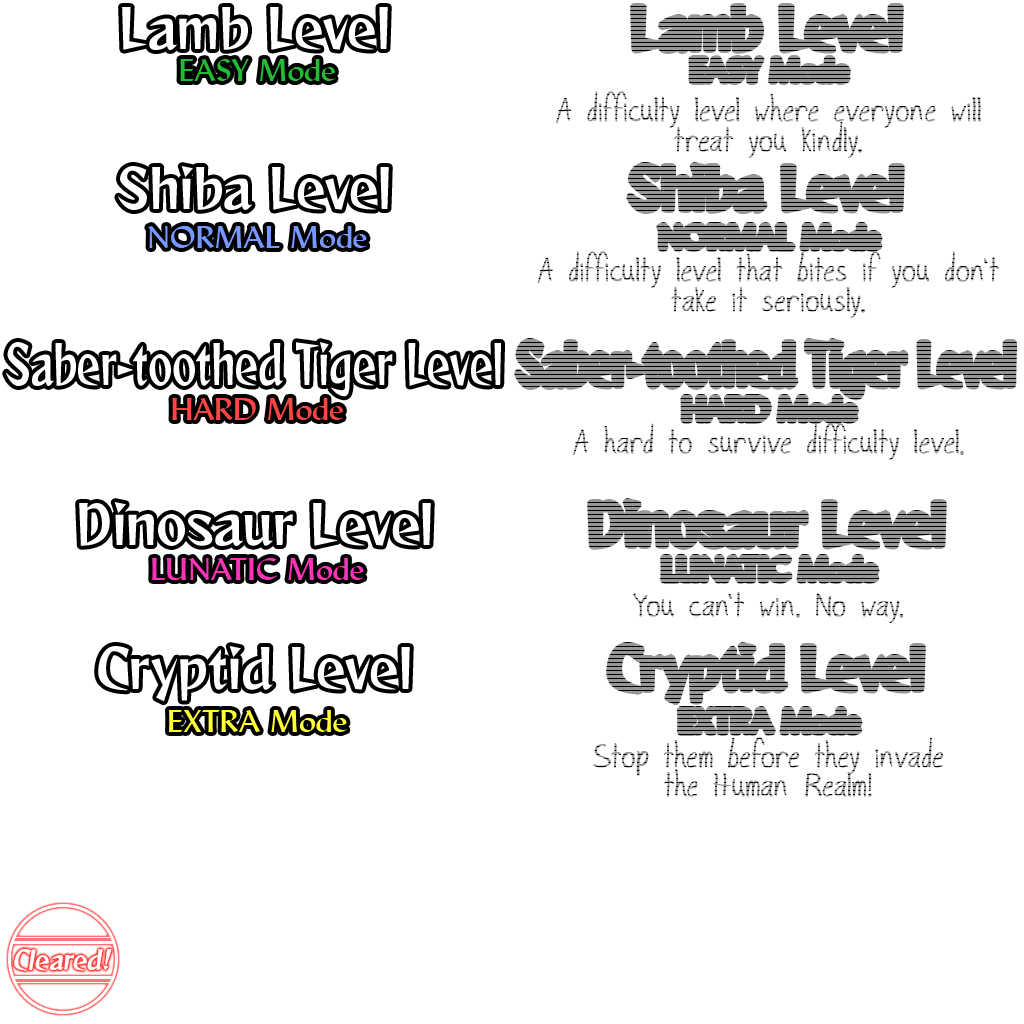 Lamb Level
EASY Mode
Lamb Level
EASY Mode
A difficulty level where everyone will
treat you kindly.
Shiba Level
NORMAL Mode
Shiba Level
NORMAL Mode
A difficulty level that bites if you don't
take it seriously.
Saber-toothed Tiger Level
HARD Mode
Saber-toothed Tiger Level
HARD Mode
A hard to survive difficulty level.
Dinosaur Level
LUNATIC Mode
Dinosaur Level
LUNATIC Mode
You can't win. No way.
Cryptid Level
EXTRA Mode
Cryptid Level
EXTRA Mode
Stop them before they invade
the Human Realm!
Cleared!